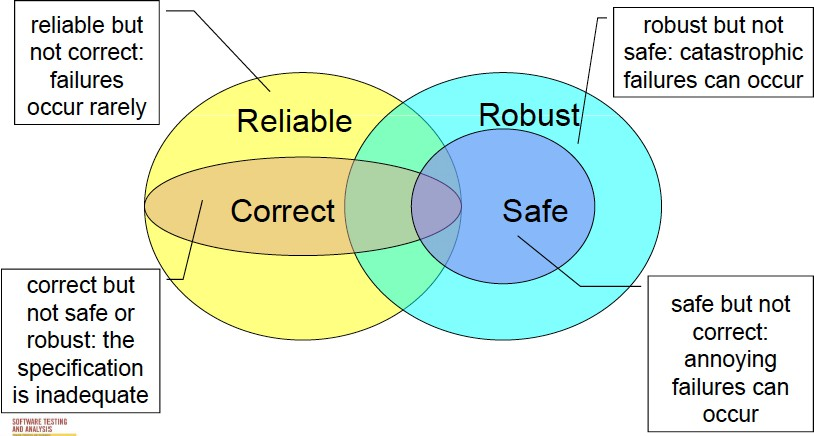 reliable but
not correct:
failures
occur rarely
robust but not
safe: catastrophic
failures can occur
Reliable
Robust
Correct
Safe
correct but
not safe or
robust: the
specification
is inadequate
safe but not
correct:
annoying
failures can
occur
SOFTWARE TESTING
AND ANALYSIS